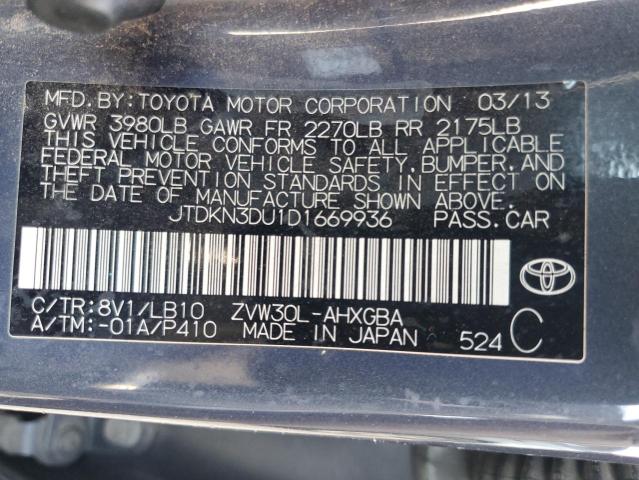 MFD. BY: TOYOTA MOTOR CORPORATION 03/13
GVWR 3980LB GAWR FR 2270LB RR 2175LB
THIS VEHICLE CONFORMS TO ALL APPLICABLE
FEDERAL MOTOR VEHICLE SAFETY, BUMPER, AND
THEFT PREVENTION STANDARDS IN EFFECT ON
THE DATE OF MANUFACTURE SHOWN ABOVE.
JTDKN3DU1D1669936 PASS. CAR
C/TR:8V1/LB10 ZVW30L-AHXGBA
A/TM:-01A/P410 MADE IN JAPAN 524 C